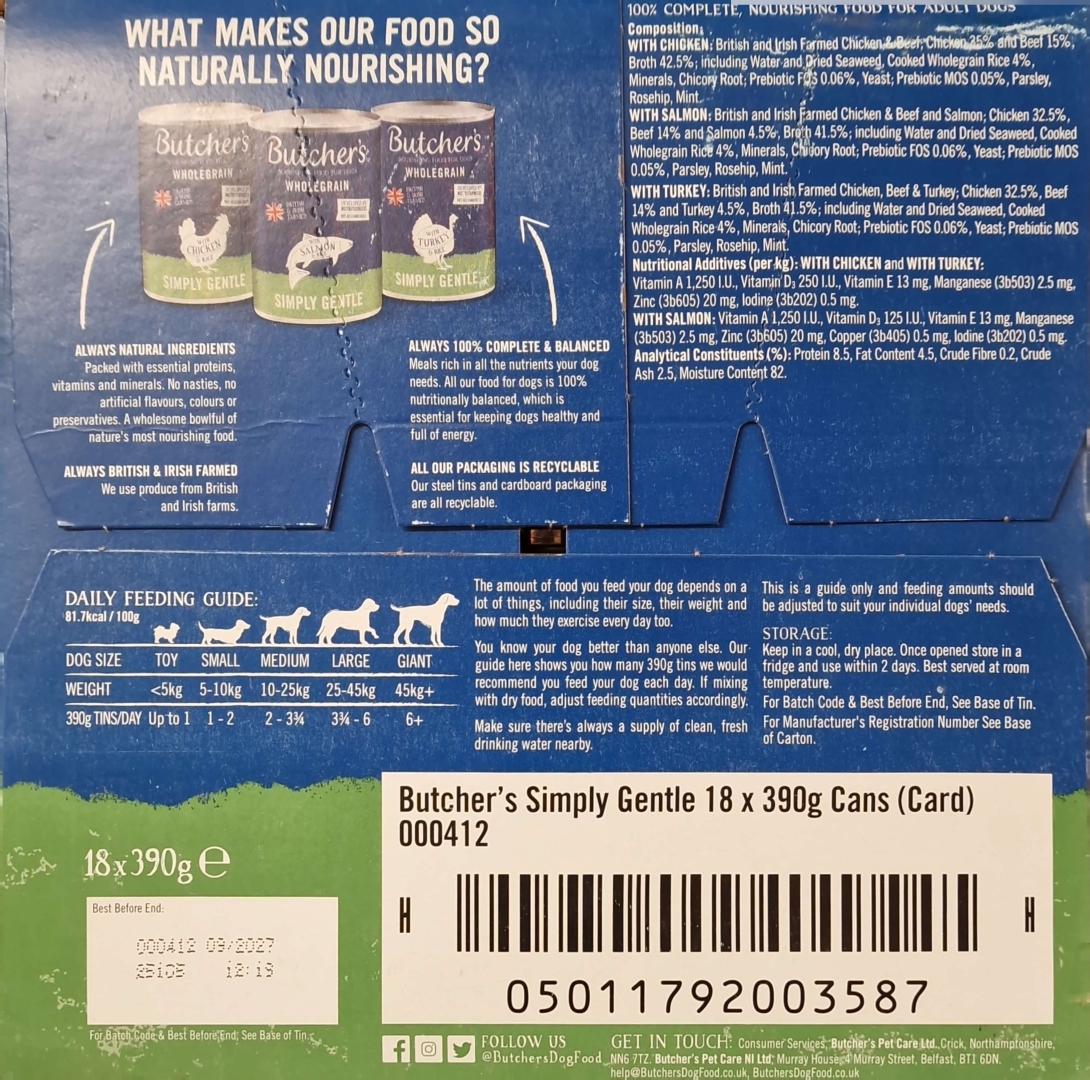 WHAT MAKES OUR FOOD SO
NATURALLY NOURISHING?
Butcher's
WHOLEGRAIN
WITH
CHICKEN
& RICE
SIMPLY GENTLE
Butcher's
NOURISHING FOOD FOR DOGS
WHOLEGRAIN
SALMON
SIMPLY GENTLE
Butcher's
NOURISHING FOOD FOR DOGS
WHOLEGRAIN
WITH
TURKEY
& RICE
SIMPLY GENTLE
ALWAYS NATURAL INGREDIENTS
Packed with essential proteins,
vitamins and minerals. No nasties, no
artificial flavours, colours or
preservatives. A wholesome bowlful of
nature's most nourishing food.
ALWAYS BRITISH & IRISH FARMED
We use produce from British
and Irish farms.
ALWAYS 100% COMPLETE & BALANCED
Meals rich in all the nutrients your dog
needs. All our food for dogs is 100%
nutritionally balanced, which is
essential for keeping dogs healthy and
full of energy.
ALL OUR PACKAGING IS RECYCLABLE
Our steel tins and cardboard packaging
are all recyclable.
100% COMPLETE, NOURISHING FOOD FOR ADULT DOGS
Composition:
WITH CHICKEN: British and Irish Farmed Chicken & Beef; Chicken 35% and Beef 15%,
Broth 42.5%; including Water and Dried Seaweed, Cooked Wholegrain Rice 4%,
Minerals, Chicory Root; Prebiotic FOS 0.06%, Yeast; Prebiotic MOS 0.05%, Parsley,
Rosehip, Mint.
WITH SALMON: British and Irish Farmed Chicken & Beef and Salmon; Chicken 32.5%,
Beef 14% and Salmon 4.5%, Broth 41.5%; including Water and Dried Seaweed, Cooked
Wholegrain Rice 4%, Minerals, Chicory Root; Prebiotic FOS 0.06%, Yeast; Prebiotic MOS
0.05%, Parsley, Rosehip, Mint.
WITH TURKEY: British and Irish Farmed Chicken, Beef & Turkey; Chicken 32.5%, Beef
14% and Turkey 4.5%, Broth 41.5%; including Water and Dried Seaweed, Cooked
Wholegrain Rice 4%, Minerals, Chicory Root; Prebiotic FOS 0.06%, Yeast; Prebiotic MOS
0.05%, Parsley, Rosehip, Mint.
Nutritional Additives (per kg): WITH CHICKEN and WITH TURKEY:
Vitamin A 1,250 I.U., Vitamin D₃ 250 I.U., Vitamin E 13 mg, Manganese (3b503) 2.5 mg,
Zinc (3b605) 20 mg, Iodine (3b202) 0.5 mg.
WITH SALMON: Vitamin A 1,250 I.U., Vitamin D₃ 125 I.U., Vitamin E 13 mg, Manganese
(3b503) 2.5 mg, Zinc (3b605) 20 mg, Copper (3b405) 0.5 mg, Iodine (3b202) 0.5 mg.
Analytical Constituents (%): Protein 8.5, Fat Content 4.5, Crude Fibre 0.2, Crude
Ash 2.5, Moisture Content 82.
DAILY FEEDING GUIDE:
81.7kcal / 100g
DOG SIZE TOY SMALL MEDIUM LARGE GIANT
WEIGHT <5kg 5-10kg 10-25kg 25-45kg 45kg+
390g TINS/DAY Up to 1 1 - 2 2 - 3¾ 3¾ - 6 6+
The amount of food you feed your dog depends on a
lot of things, including their size, their weight and
how much they exercise every day too.
You know your dog better than anyone else. Our
guide here shows you how many 390g tins we would
recommend you feed your dog each day. If mixing
with dry food, adjust feeding quantities accordingly.
Make sure there's always a supply of clean, fresh
drinking water nearby.
This is a guide only and feeding amounts should
be adjusted to suit your individual dogs' needs.
STORAGE:
Keep in a cool, dry place. Once opened store in a
fridge and use within 2 days. Best served at room
temperature.
For Batch Code & Best Before End, See Base of Tin.
For Manufacturer's Registration Number See Base
of Carton.
18x390g e
Best Before End:
000412 09/2027
25105 12:19
For Batch Code & Best Before End, See Base of Tin.
Butcher's Simply Gentle 18 x 390g Cans (Card)
000412
H H
05011792003587
FOLLOW US
@ButchersDogFood
GET IN TOUCH: Consumer Services, Butcher's Pet Care Ltd., Crick, Northamptonshire,
NN6 7TZ. Butcher's Pet Care NI Ltd, Murray House, 4 Murray Street, Belfast, BT1 6DN.
help@ButchersDogFood.co.uk, ButchersDogFood.co.uk